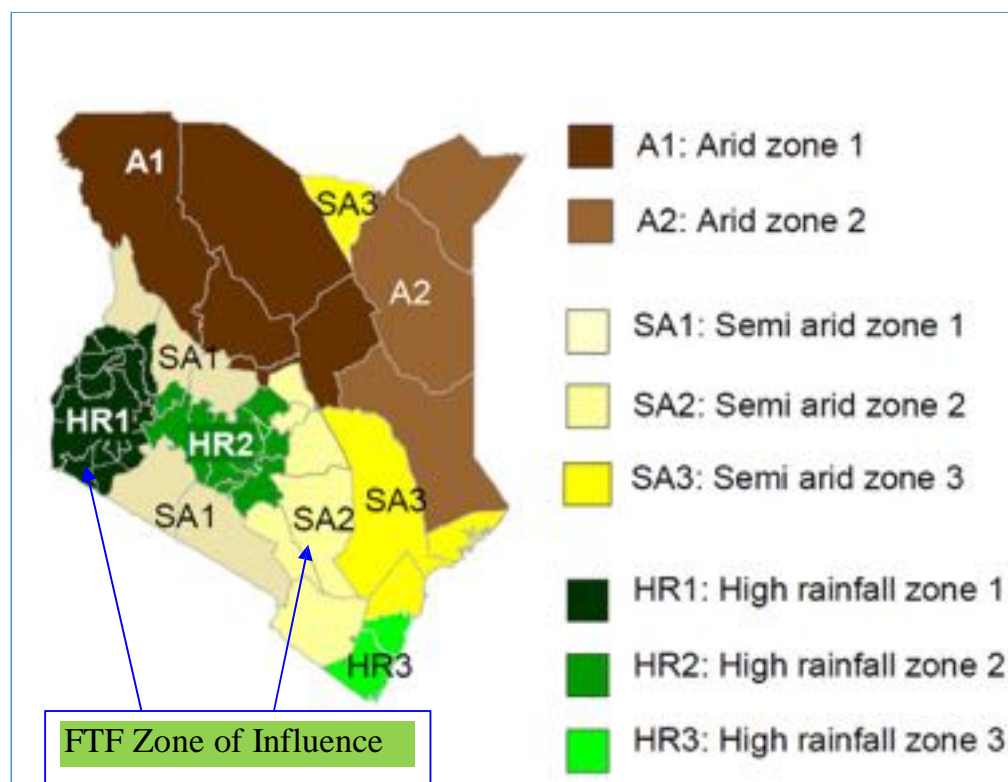 A1
SA3
A2
SA1
HR1
HR2
SA1
SA2
SA3
HR3
FTF Zone of Influence
A1: Arid zone 1
A2: Arid zone 2
SA1: Semi arid zone 1
SA2: Semi arid zone 2
SA3: Semi arid zone 3
HR1: High rainfall zone 1
HR2: High rainfall zone 2
HR3: High rainfall zone 3